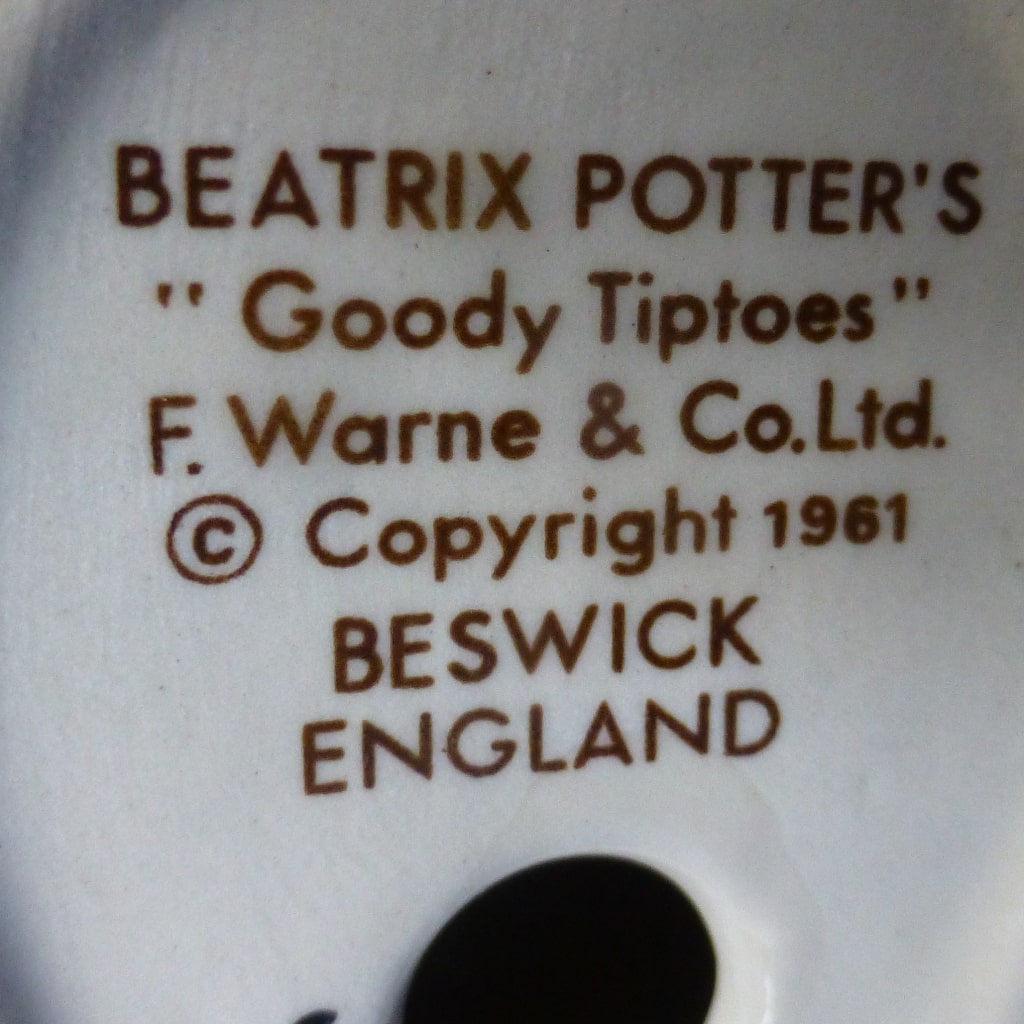 BEATRIX POTTER'S
"Goody Tiptoes"
F. Warne & Co.Ltd.
© Copyright 1961
BESWICK
ENGLAND